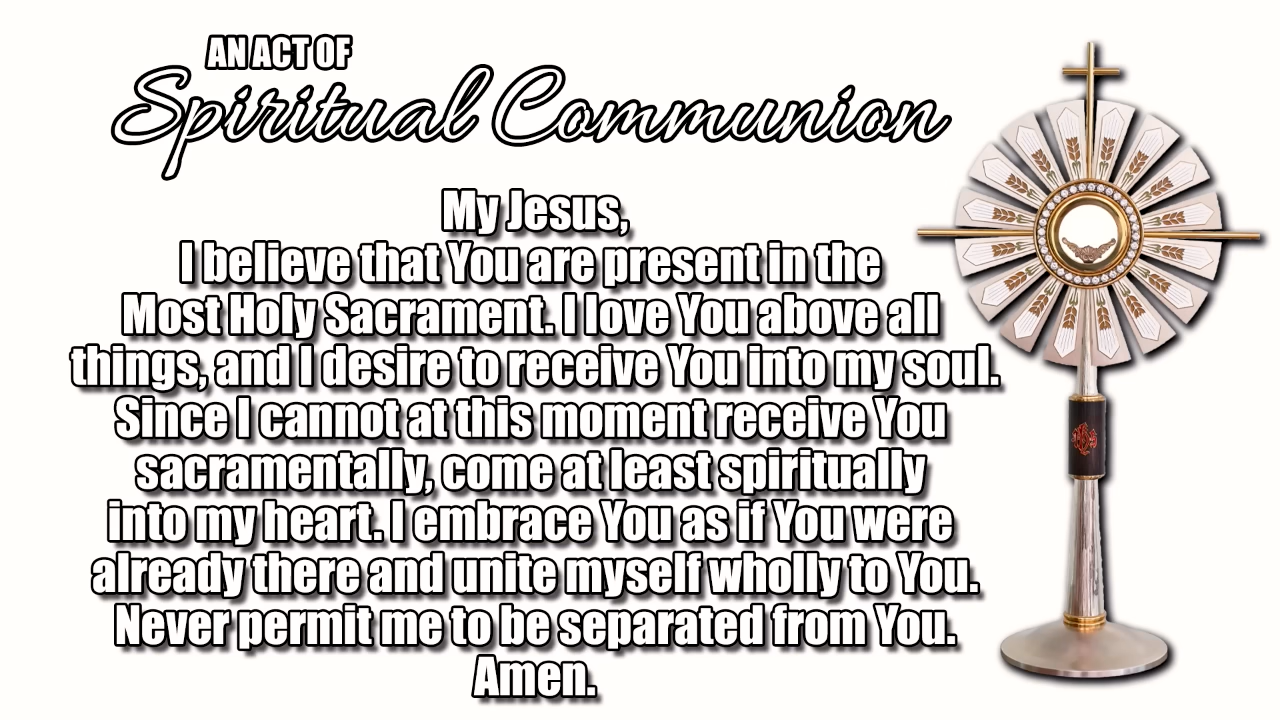 AN ACT OF
Spiritual Communion
My Jesus,
I believe that You are present in the
Most Holy Sacrament. I love You above all
things, and I desire to receive You into my soul.
Since I cannot at this moment receive You
sacramentally, come at least spiritually
into my heart. I embrace You as if You were
already there and unite myself wholly to You.
Never permit me to be separated from You.
Amen.